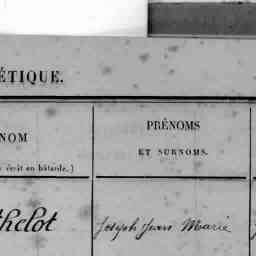 ÉTIQUE.
NOM
PRÉNOMS
ET SURNOMS.
écrit en bâtarde.)
thelot
Joseph Jean Marie